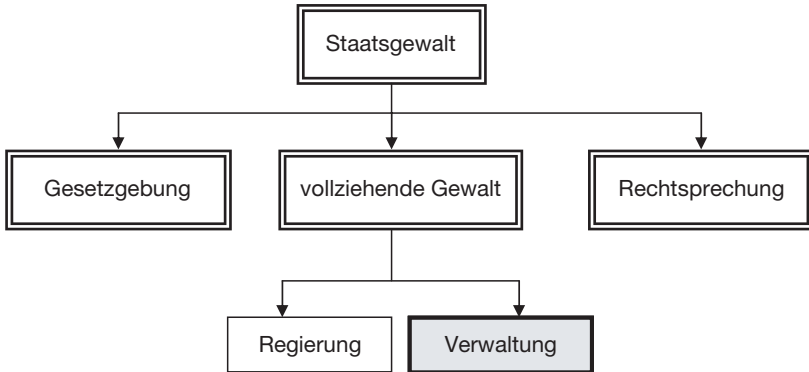 Staatsgewalt
Gesetzgebung
vollziehende Gewalt
Rechtsprechung
Regierung
Verwaltung